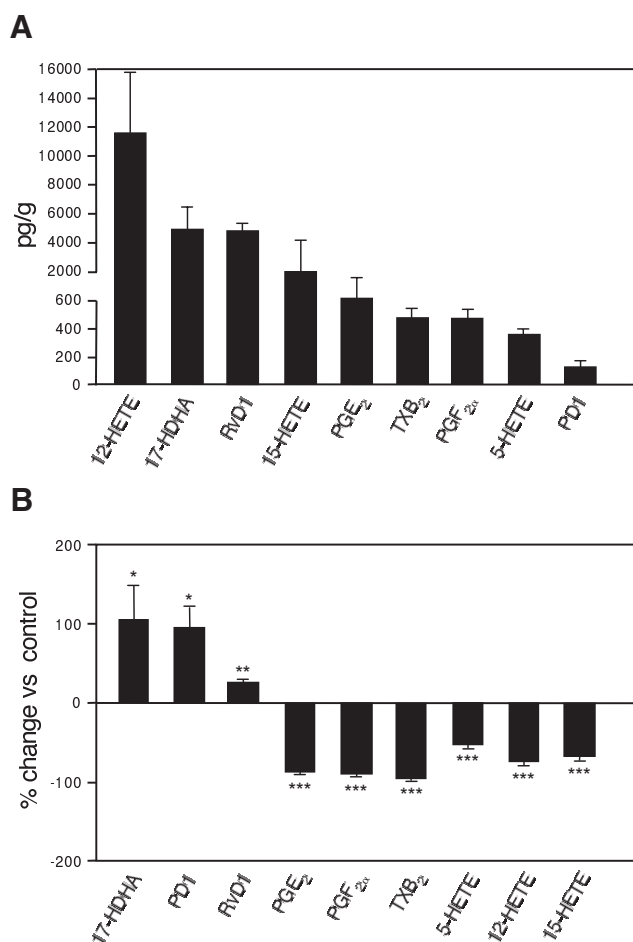 A
16000
14000
12000
10000
8000
6000
4000
2000
600
400
200
0
pg/g
12-HETE
17-HDHA
RvD1
15-HETE
PGE2
TXB2
PGF2α
5-HETE
PD1
B
200
100
0
-100
-200
% change vs control
*
*
**
***
***
***
***
***
***
17-HDHA
PD1
RvD1
PGE2
PGF2α
TXB2
5-HETE
12-HETE
15-HETE